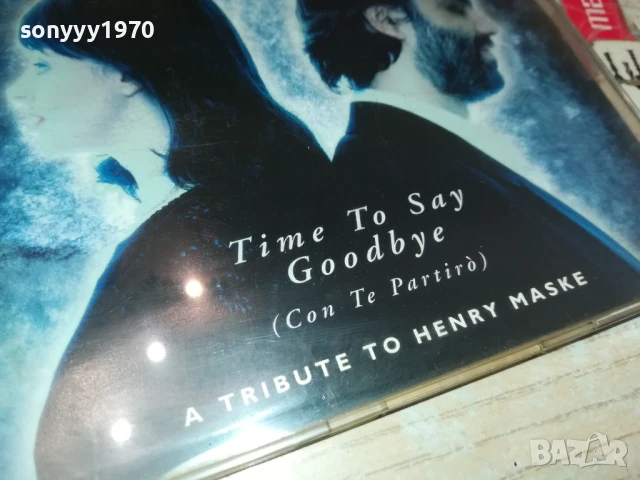 sonyyy1970
Time To Say
Goodbye
(Con Te Partirò)
A TRIBUTE TO HENRY MASKE
BAZAR